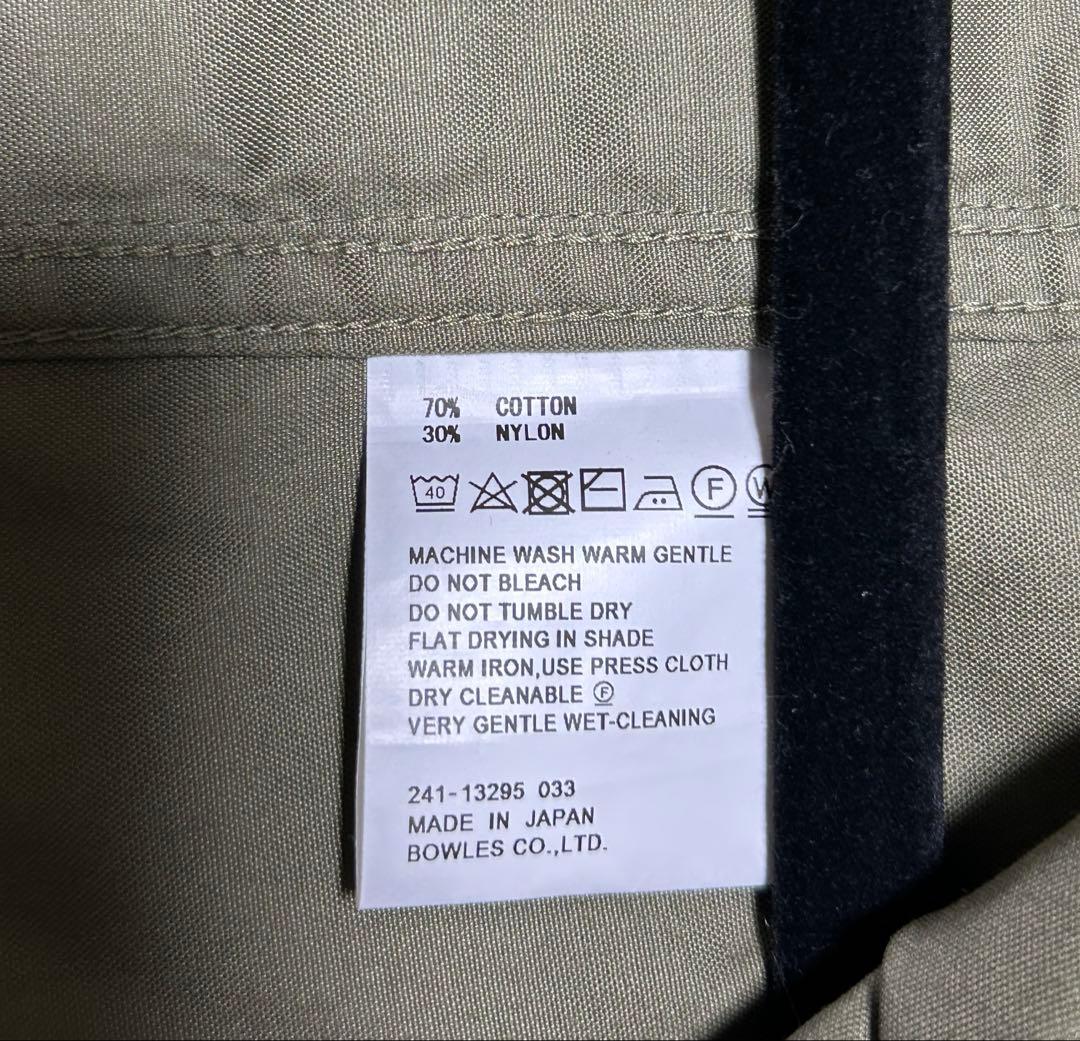 70% COTTON
30% NYLON
40 F W
MACHINE WASH WARM GENTLE
DO NOT BLEACH
DO NOT TUMBLE DRY
FLAT DRYING IN SHADE
WARM IRON,USE PRESS CLOTH
DRY CLEANABLE Ⓕ
VERY GENTLE WET-CLEANING
241-13295 033
MADE IN JAPAN
BOWLES CO.,LTD.